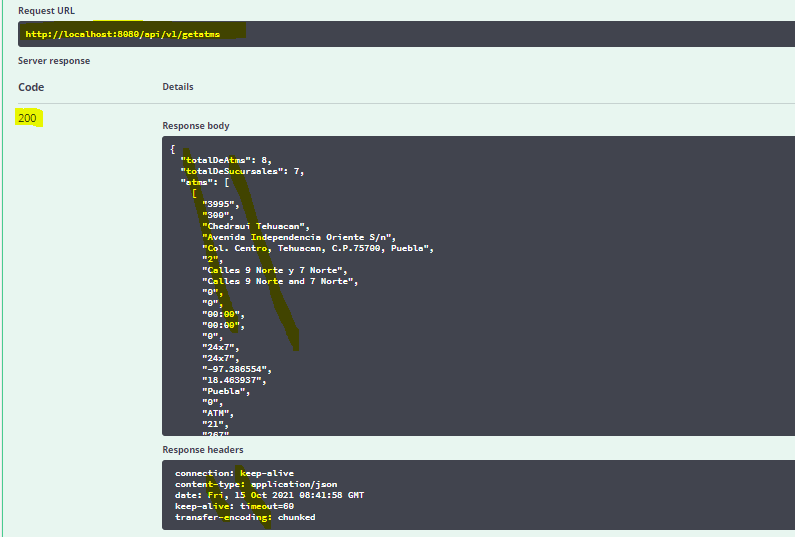 Request URL
http://localhost:8080/api/v1/getatms
Server response
Code Details
200
Response body
{
"totalDeAtms": 8,
"totalDeSucursales": 7,
"atms": [
[
"3995",
"300",
"Chedraui Tehuacan",
"Avenida Independencia Oriente S/n",
"Col. Centro, Tehuacan, C.P.75700, Puebla",
"2",
"Calles 9 Norte y 7 Norte",
"Calles 9 Norte and 7 Norte",
"0",
"0",
"00:00",
"00:00",
"0",
"24x7",
"24x7",
"-97.386554",
"18.463937",
"Puebla",
"9",
"ATM",
"21",
"267"
Response headers
connection: keep-alive
content-type: application/json
date: Fri, 15 Oct 2021 08:41:58 GMT
keep-alive: timeout=60
transfer-encoding: chunked